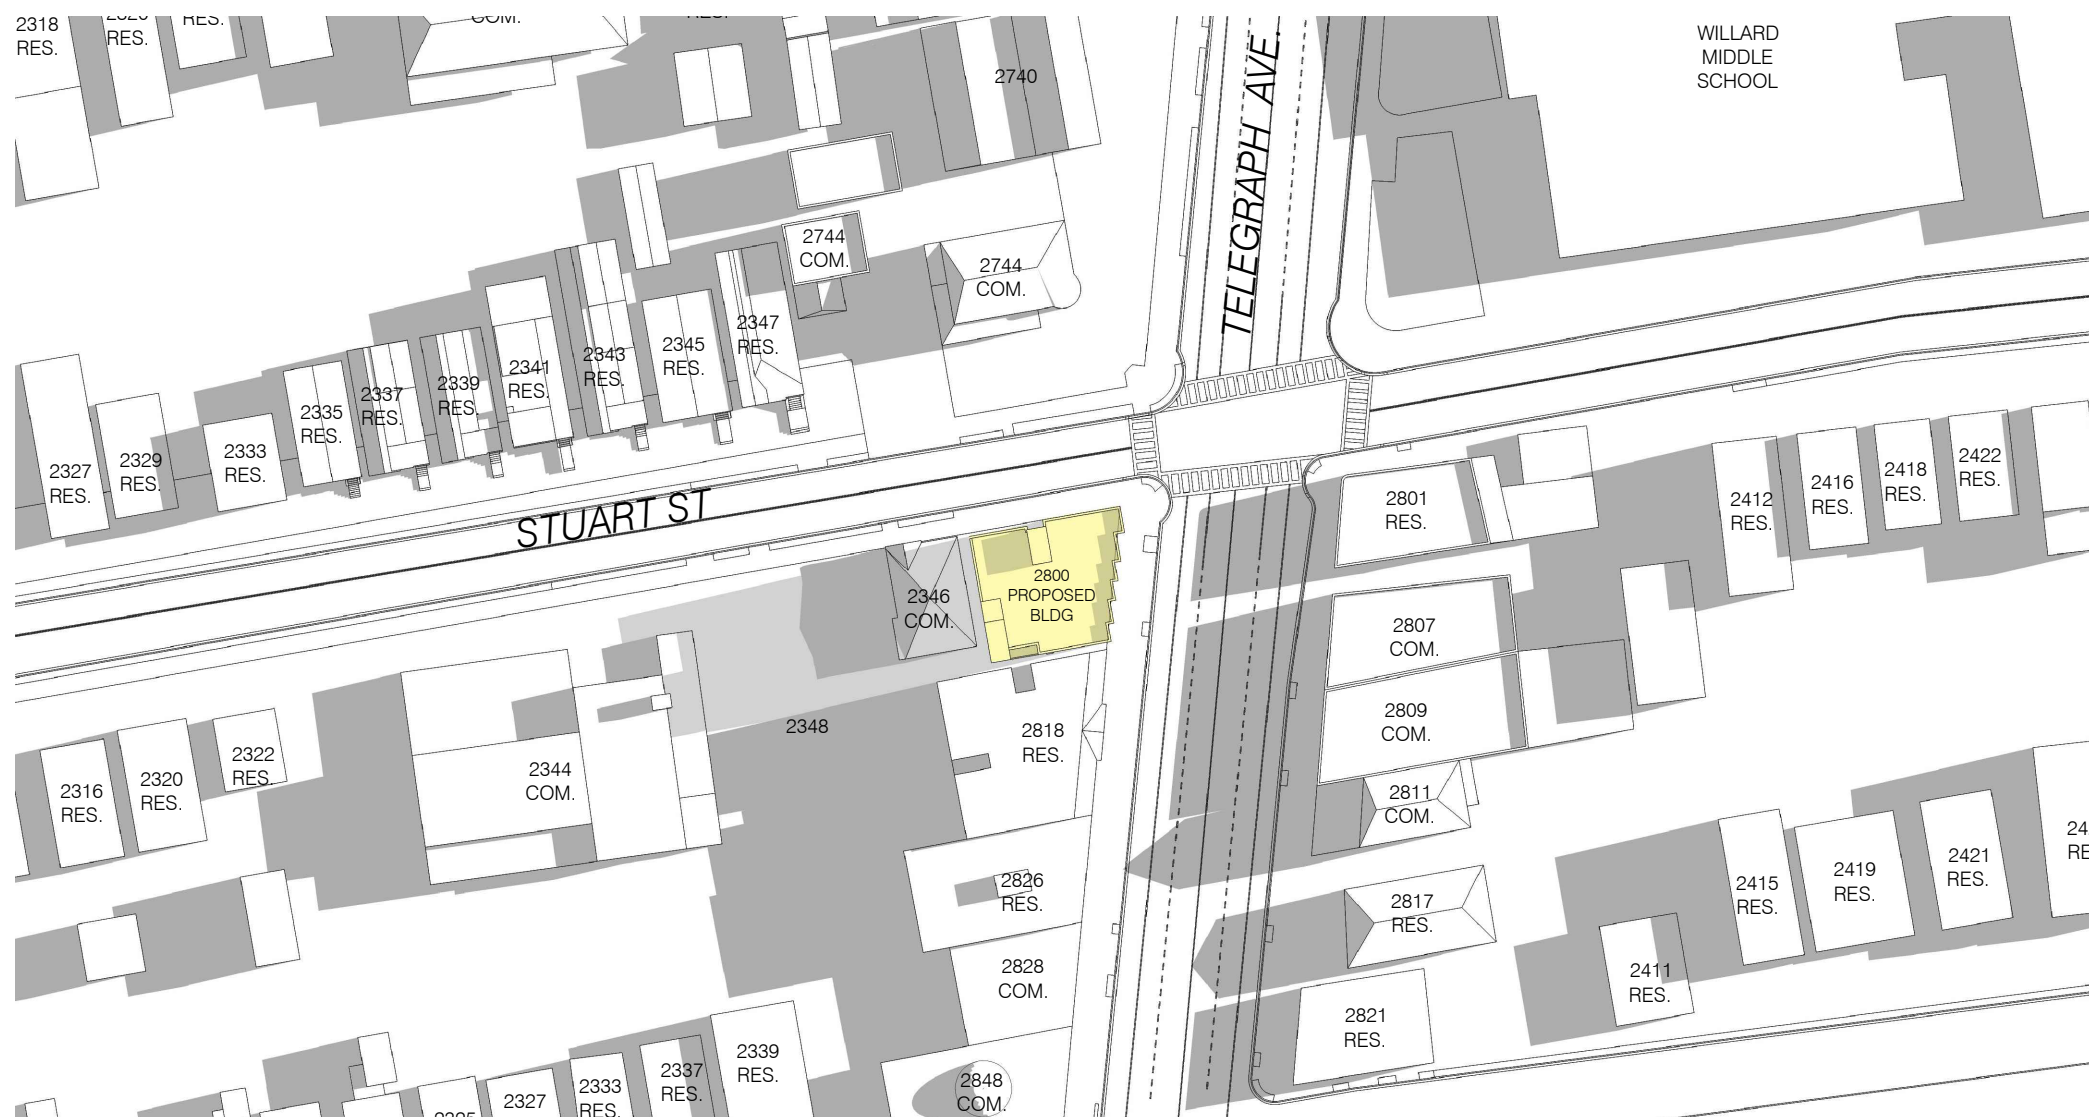 2318
RES.
RES.
RES.
COM.
2740
WILLARD
MIDDLE
SCHOOL
TELEGRAPH AVE.
2744
COM.
2744
COM.
2347
RES.
2345
RES.
2343
RES.
2341
RES.
2339
RES.
2337
RES.
2335
RES.
2333
RES.
2329
RES.
2327
RES.
STUART ST
2801
RES.
2412
RES.
2416
RES.
2418
RES.
2422
RES.
2346
COM.
2800
PROPOSED
BLDG
2807
COM.
2809
COM.
2348
2818
RES.
2344
COM.
2322
RES.
2320
RES.
2316
RES.
2811
COM.
2826
RES.
2817
RES.
2415
RES.
2419
RES.
2421
RES.
2411
RES.
2828
COM.
2821
RES.
2339
RES.
2337
RES.
2333
RES.
2327
2848
COM.